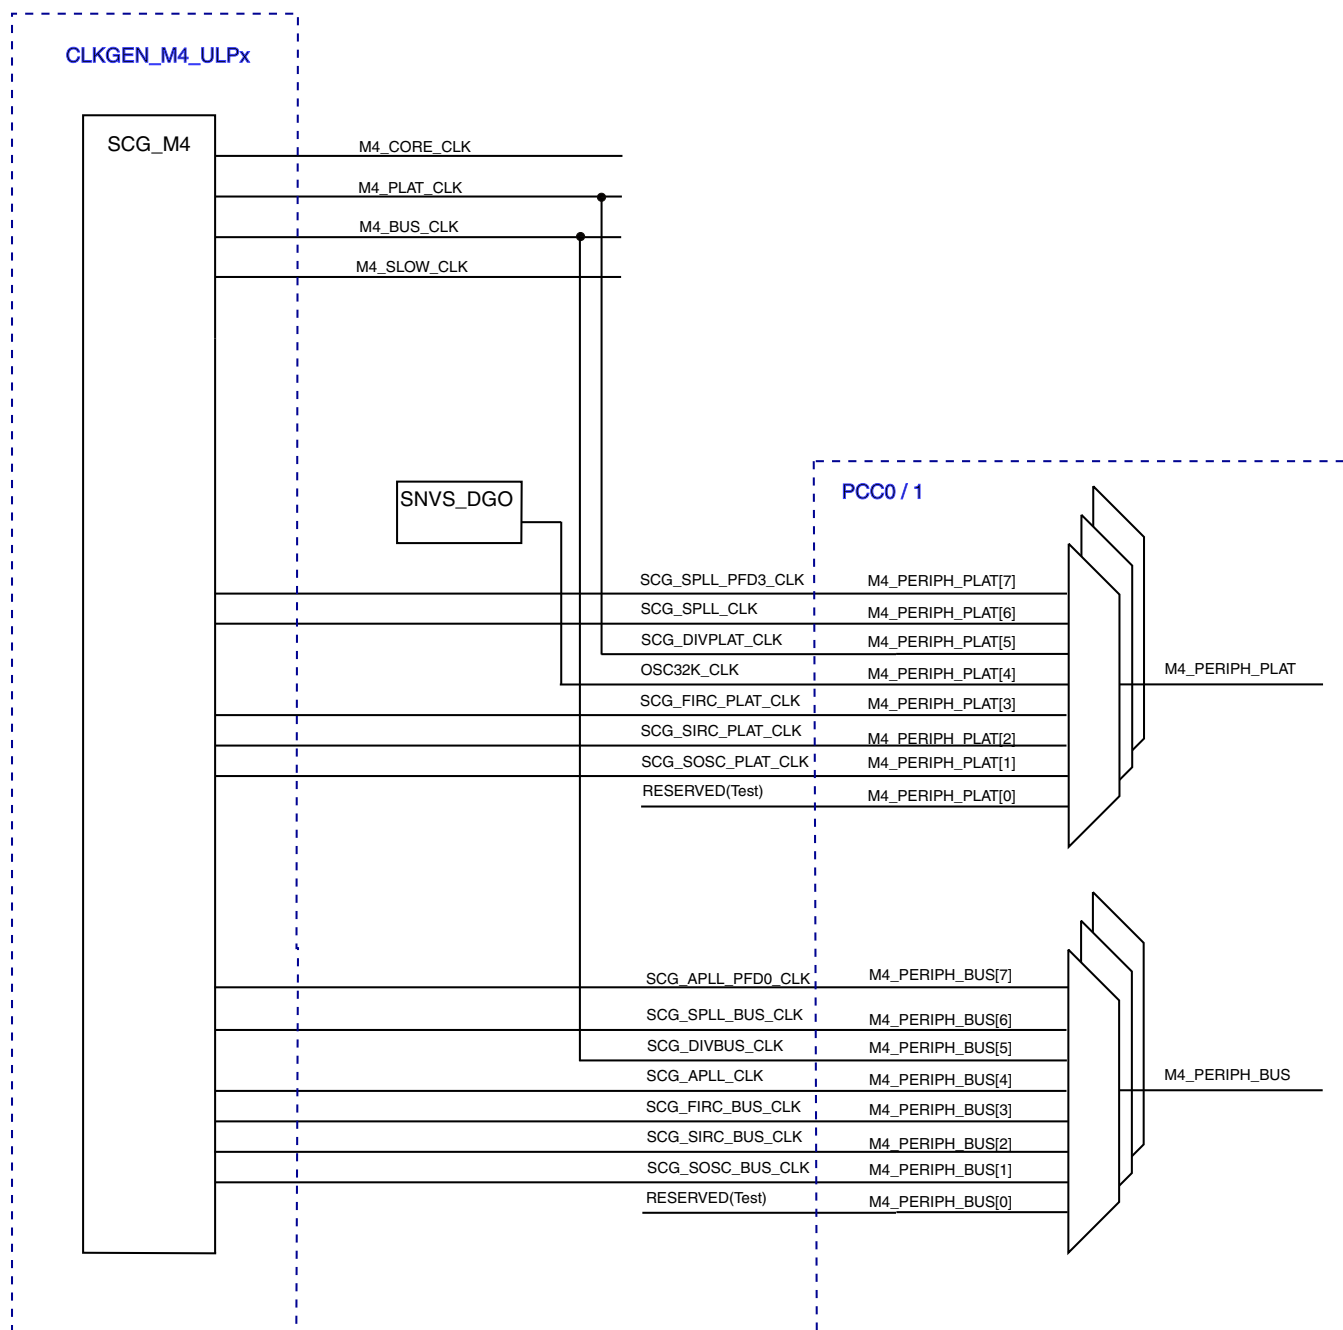 CLKGEN_M4_ULPx
SCG_M4
M4_CORE_CLK
M4_PLAT_CLK
M4_BUS_CLK
M4_SLOW_CLK
SNVS_DGO
PCC0 / 1
SCG_SPLL_PFD3_CLK M4_PERIPH_PLAT[7]
SCG_SPLL_CLK M4_PERIPH_PLAT[6]
SCG_DIVPLAT_CLK M4_PERIPH_PLAT[5]
OSC32K_CLK M4_PERIPH_PLAT[4]
M4_PERIPH_PLAT
SCG_FIRC_PLAT_CLK M4_PERIPH_PLAT[3]
SCG_SIRC_PLAT_CLK M4_PERIPH_PLAT[2]
SCG_SOSC_PLAT_CLK M4_PERIPH_PLAT[1]
RESERVED(Test) M4_PERIPH_PLAT[0]
SCG_APLL_PFD0_CLK M4_PERIPH_BUS[7]
SCG_SPLL_BUS_CLK M4_PERIPH_BUS[6]
SCG_DIVBUS_CLK M4_PERIPH_BUS[5]
SCG_APLL_CLK M4_PERIPH_BUS[4]
M4_PERIPH_BUS
SCG_FIRC_BUS_CLK M4_PERIPH_BUS[3]
SCG_SIRC_BUS_CLK M4_PERIPH_BUS[2]
SCG_SOSC_BUS_CLK M4_PERIPH_BUS[1]
RESERVED(Test) M4_PERIPH_BUS[0]